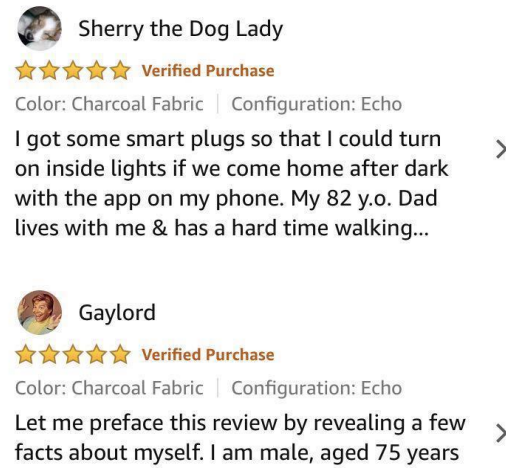 Sherry the Dog Lady
Verified Purchase
Color: Charcoal Fabric | Configuration: Echo
I got some smart plugs so that I could turn
on inside lights if we come home after dark
with the app on my phone. My 82 y.o. Dad
lives with me & has a hard time walking...
Gaylord
Verified Purchase
Color: Charcoal Fabric | Configuration: Echo
Let me preface this review by revealing a few
facts about myself. I am male, aged 75 years